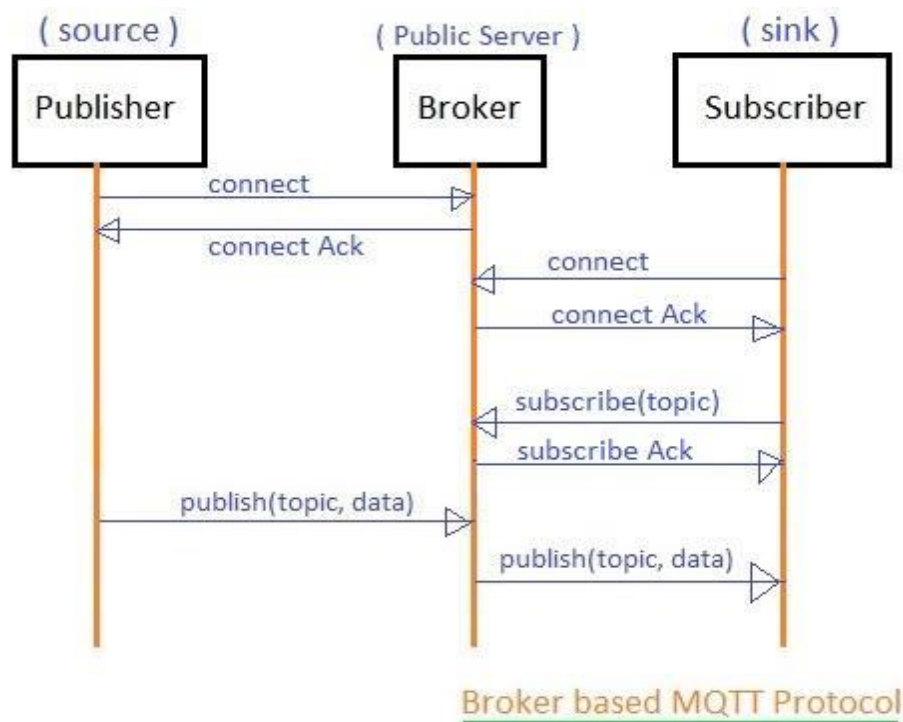 ( source )
( Public Server )
( sink )
Publisher
Broker
Subscriber
connect
connect Ack
connect
connect Ack
subscribe(topic)
subscribe Ack
publish(topic, data)
publish(topic, data)
Broker based MQTT Protocol